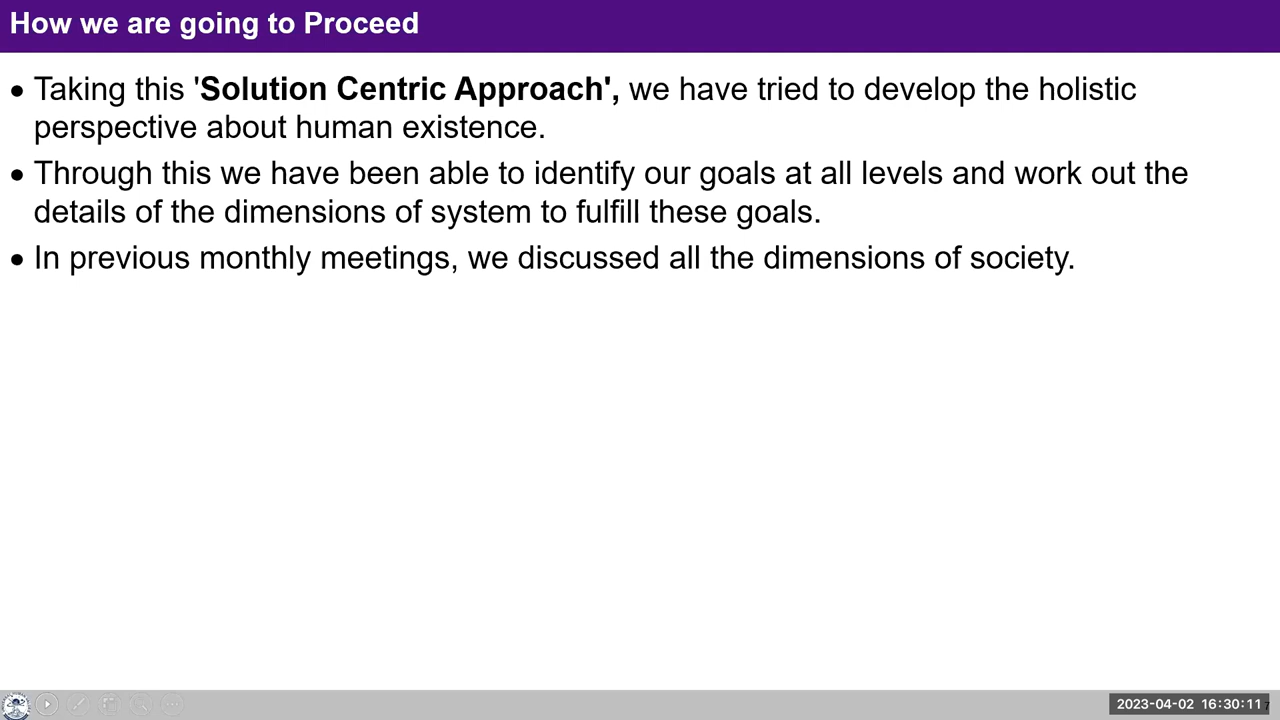 How we are going to Proceed
• Taking this 'Solution Centric Approach', we have tried to develop the holistic
perspective about human existence.
• Through this we have been able to identify our goals at all levels and work out the
details of the dimensions of system to fulfill these goals.
• In previous monthly meetings, we discussed all the dimensions of society.
2023-04-02 16:30:11
7